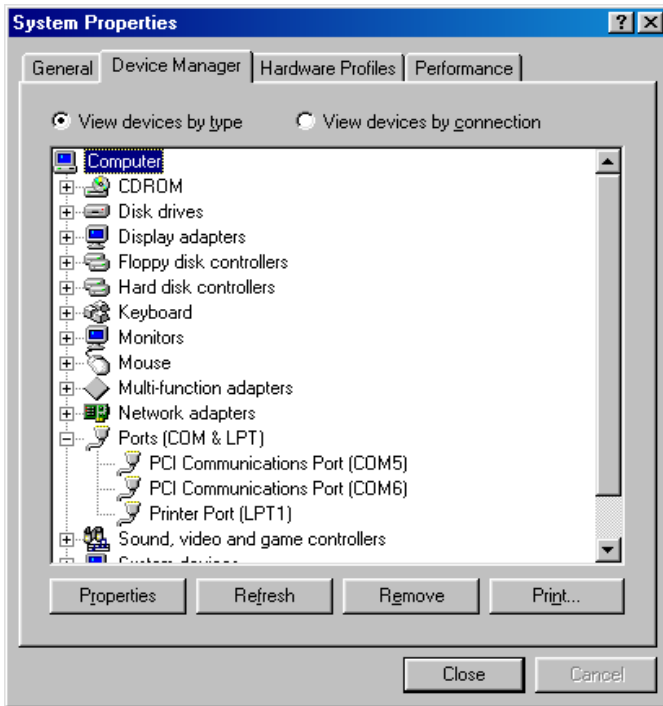 System Properties
General Device Manager Hardware Profiles Performance
View devices by type View devices by connection
Computer
CDROM
Disk drives
Display adapters
Floppy disk controllers
Hard disk controllers
Keyboard
Monitors
Mouse
Multi-function adapters
Network adapters
Ports (COM & LPT)
PCI Communications Port (COM5)
PCI Communications Port (COM6)
Printer Port (LPT1)
Sound, video and game controllers
System devices
Properties Refresh Remove Print...
Close Cancel